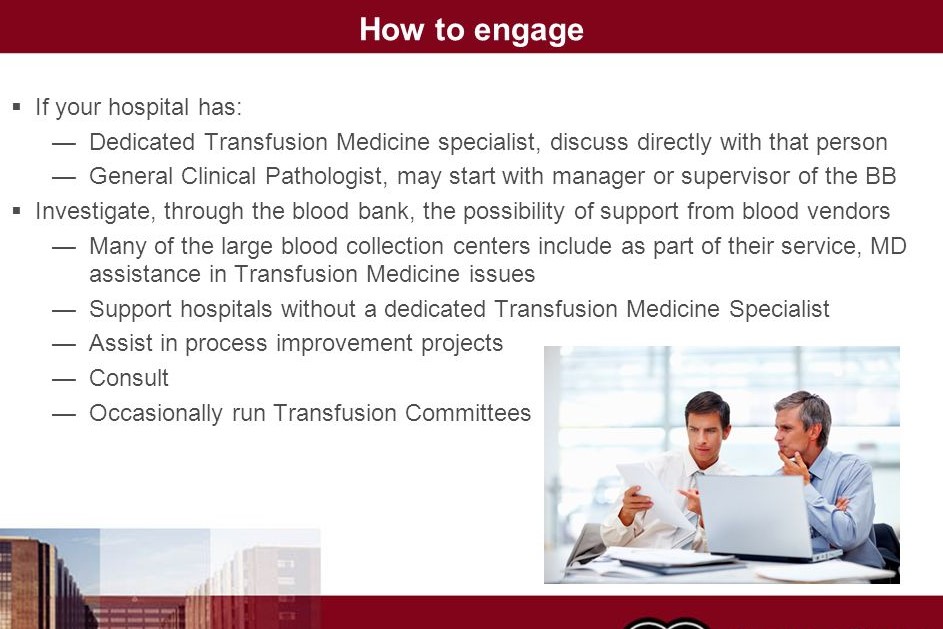 How to engage
▪ If your hospital has:
— Dedicated Transfusion Medicine specialist, discuss directly with that person
— General Clinical Pathologist, may start with manager or supervisor of the BB
▪ Investigate, through the blood bank, the possibility of support from blood vendors
— Many of the large blood collection centers include as part of their service, MD
assistance in Transfusion Medicine issues
— Support hospitals without a dedicated Transfusion Medicine Specialist
— Assist in process improvement projects
— Consult
— Occasionally run Transfusion Committees